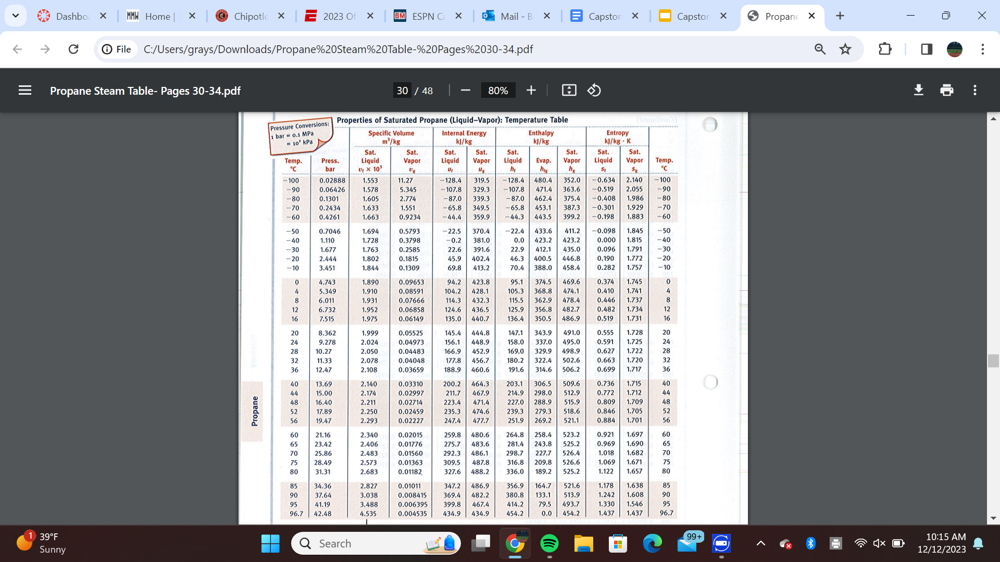 Dashbo
Home |
Chipotle
2023 Of
ESPN Ca
Mail - B
Capston
Capston
Propane
File C:/Users/grays/Downloads/Propane%20Steam%20Table-%20Pages%2030-34.pdf
Propane Steam Table- Pages 30-34.pdf 30 / 48 80%
Pressure Conversions:
1 bar = 0.1 MPa
= 10² kPa
Properties of Saturated Propane (Liquid–Vapor): Temperature Table
Specific Volume Internal Energy Enthalpy Entropy
m³/kg kJ/kg kJ/kg kJ/kg · K
Sat. Sat. Sat. Sat. Sat. Sat. Sat. Sat.
Temp. Press. Liquid Vapor Liquid Vapor Liquid Evap. Vapor Liquid Vapor Temp.
°C bar vf × 10³ vg uf ug hf hfg hg sf sg °C
−100 0.02888 1.553 11.27 −128.4 319.5 −128.4 480.4 352.0 −0.634 2.140 −100
−90 0.06426 1.578 5.345 −107.8 329.3 −107.8 471.4 363.6 −0.519 2.055 −90
−80 0.1301 1.605 2.774 −87.0 339.3 −87.0 462.4 375.4 −0.408 1.986 −80
−70 0.2434 1.633 1.551 −65.8 349.5 −65.8 453.1 387.3 −0.301 1.929 −70
−60 0.4261 1.663 0.9234 −44.4 359.9 −44.3 443.5 399.2 −0.198 1.883 −60
−50 0.7046 1.694 0.5793 −22.5 370.4 −22.4 433.6 411.2 −0.098 1.845 −50
−40 1.110 1.728 0.3798 −0.2 381.0 0.0 423.2 423.2 0.000 1.815 −40
−30 1.677 1.763 0.2585 22.6 391.6 22.9 412.1 435.0 0.096 1.791 −30
−20 2.444 1.802 0.1815 45.9 402.4 46.3 400.5 446.8 0.190 1.772 −20
−10 3.451 1.844 0.1309 69.8 413.2 70.4 388.0 458.4 0.282 1.757 −10
0 4.743 1.890 0.09653 94.2 423.8 95.1 374.5 469.6 0.374 1.745 0
4 5.349 1.910 0.08591 104.2 428.1 105.3 368.8 474.1 0.410 1.741 4
8 6.011 1.931 0.07666 114.3 432.3 115.5 362.9 478.4 0.446 1.737 8
12 6.732 1.952 0.06858 124.6 436.5 125.9 356.8 482.7 0.482 1.734 12
16 7.515 1.975 0.06149 135.0 440.7 136.4 350.5 486.9 0.519 1.731 16
20 8.362 1.999 0.05525 145.4 444.8 147.1 343.9 491.0 0.555 1.728 20
24 9.278 2.024 0.04973 156.1 448.9 158.0 337.0 495.0 0.591 1.725 24
28 10.27 2.050 0.04483 166.9 452.9 169.0 329.9 498.9 0.627 1.722 28
32 11.33 2.078 0.04048 177.8 456.7 180.2 322.4 502.6 0.663 1.720 32
36 12.47 2.108 0.03659 188.9 460.6 191.6 314.6 506.2 0.699 1.717 36
40 13.69 2.140 0.03310 200.2 464.3 203.1 306.5 509.6 0.736 1.715 40
44 15.00 2.174 0.02997 211.7 467.9 214.9 298.0 512.9 0.772 1.712 44
48 16.40 2.211 0.02714 223.4 471.4 227.0 288.9 515.9 0.809 1.709 48
52 17.89 2.250 0.02459 235.3 474.6 239.3 279.3 518.6 0.846 1.705 52
56 19.47 2.293 0.02227 247.4 477.7 251.9 269.2 521.1 0.884 1.701 56
60 21.16 2.340 0.02015 259.8 480.6 264.8 258.4 523.2 0.921 1.697 60
65 23.42 2.406 0.01776 275.7 483.6 281.4 243.8 525.2 0.969 1.690 65
70 25.86 2.483 0.01560 292.3 486.1 298.7 227.7 526.4 1.018 1.682 70
75 28.49 2.573 0.01363 309.5 487.8 316.8 209.8 526.6 1.069 1.671 75
80 31.31 2.683 0.01182 327.6 488.2 336.0 189.2 525.2 1.122 1.657 80
85 34.36 2.827 0.01011 347.2 486.9 356.9 164.7 521.6 1.178 1.638 85
90 37.64 3.038 0.008415 369.4 482.2 380.8 133.1 513.9 1.242 1.608 90
95 41.19 3.488 0.006395 399.8 467.4 414.2 79.5 493.7 1.330 1.546 95
96.7 42.48 4.535 0.004535 434.9 434.9 454.2 0.0 454.2 1.437 1.437 96.7
Propane
1
39°F
Sunny
Search
99+
10:15 AM
12/12/2023